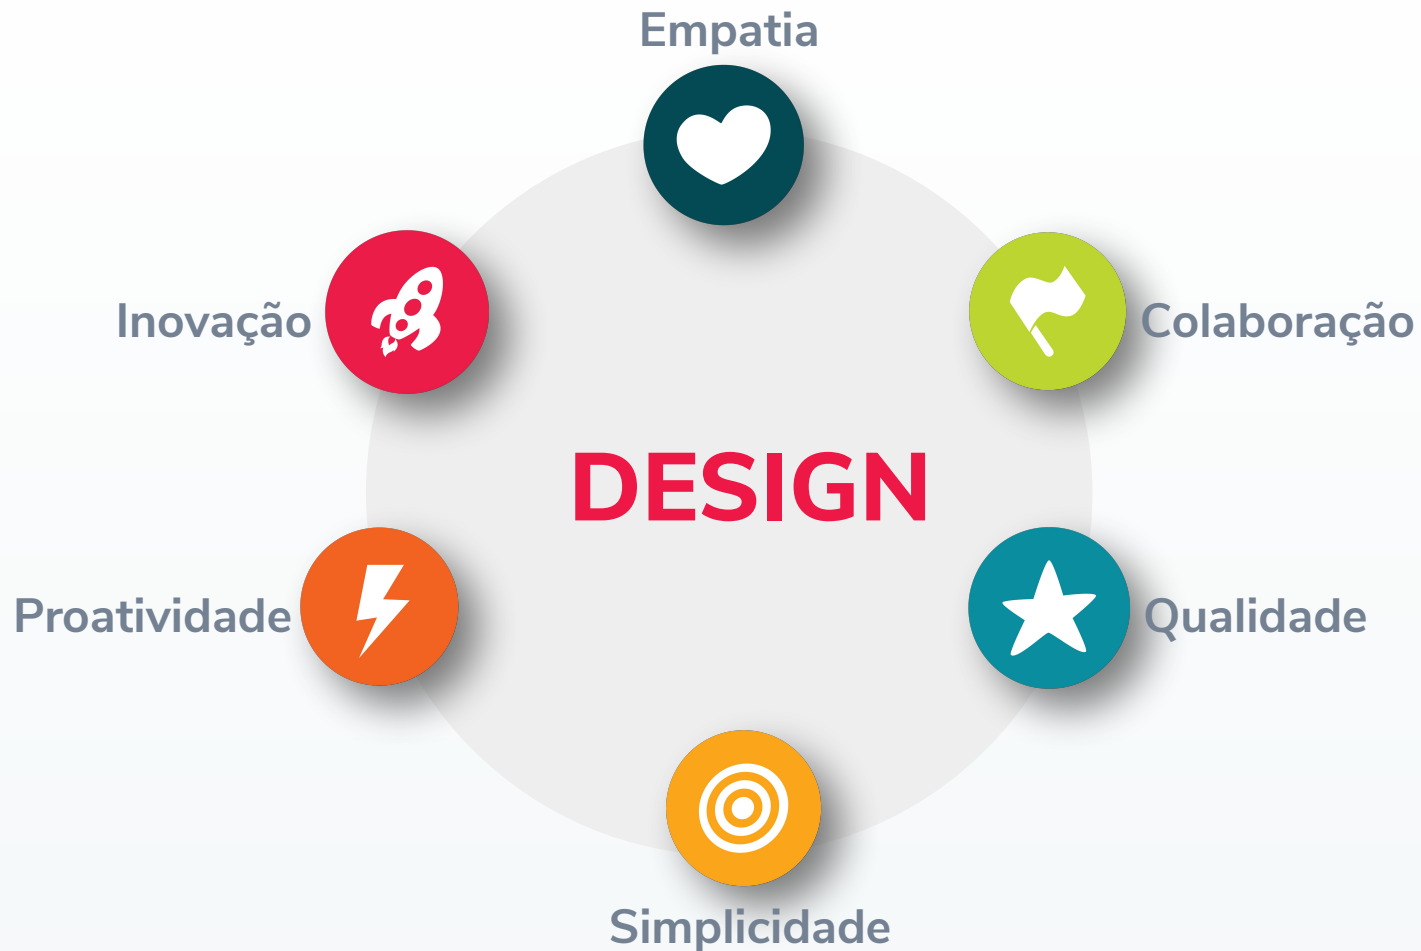 Empatia
Inovação
Colaboração
DESIGN
Proatividade
Qualidade
Simplicidade